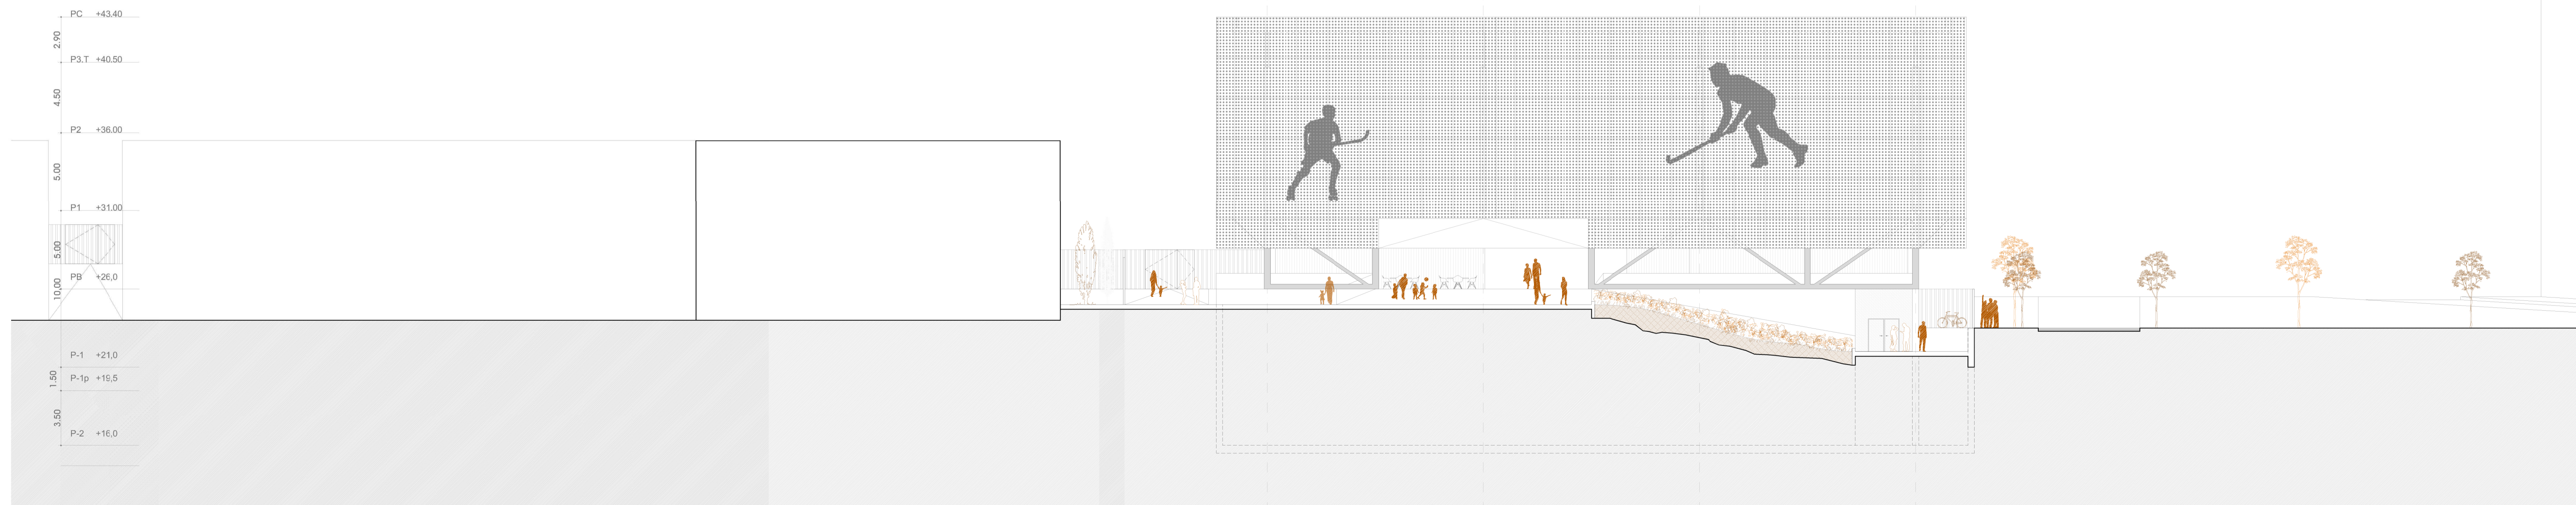 PC +43.40
2.90
P3.T +40.50
4.50
P2 +36.00
5.00
P1 +31.00
5.00
PB +26,0
10,00
P-1 +21,0
1.50
P-1p +19,5
3.50
P-2 +16,0